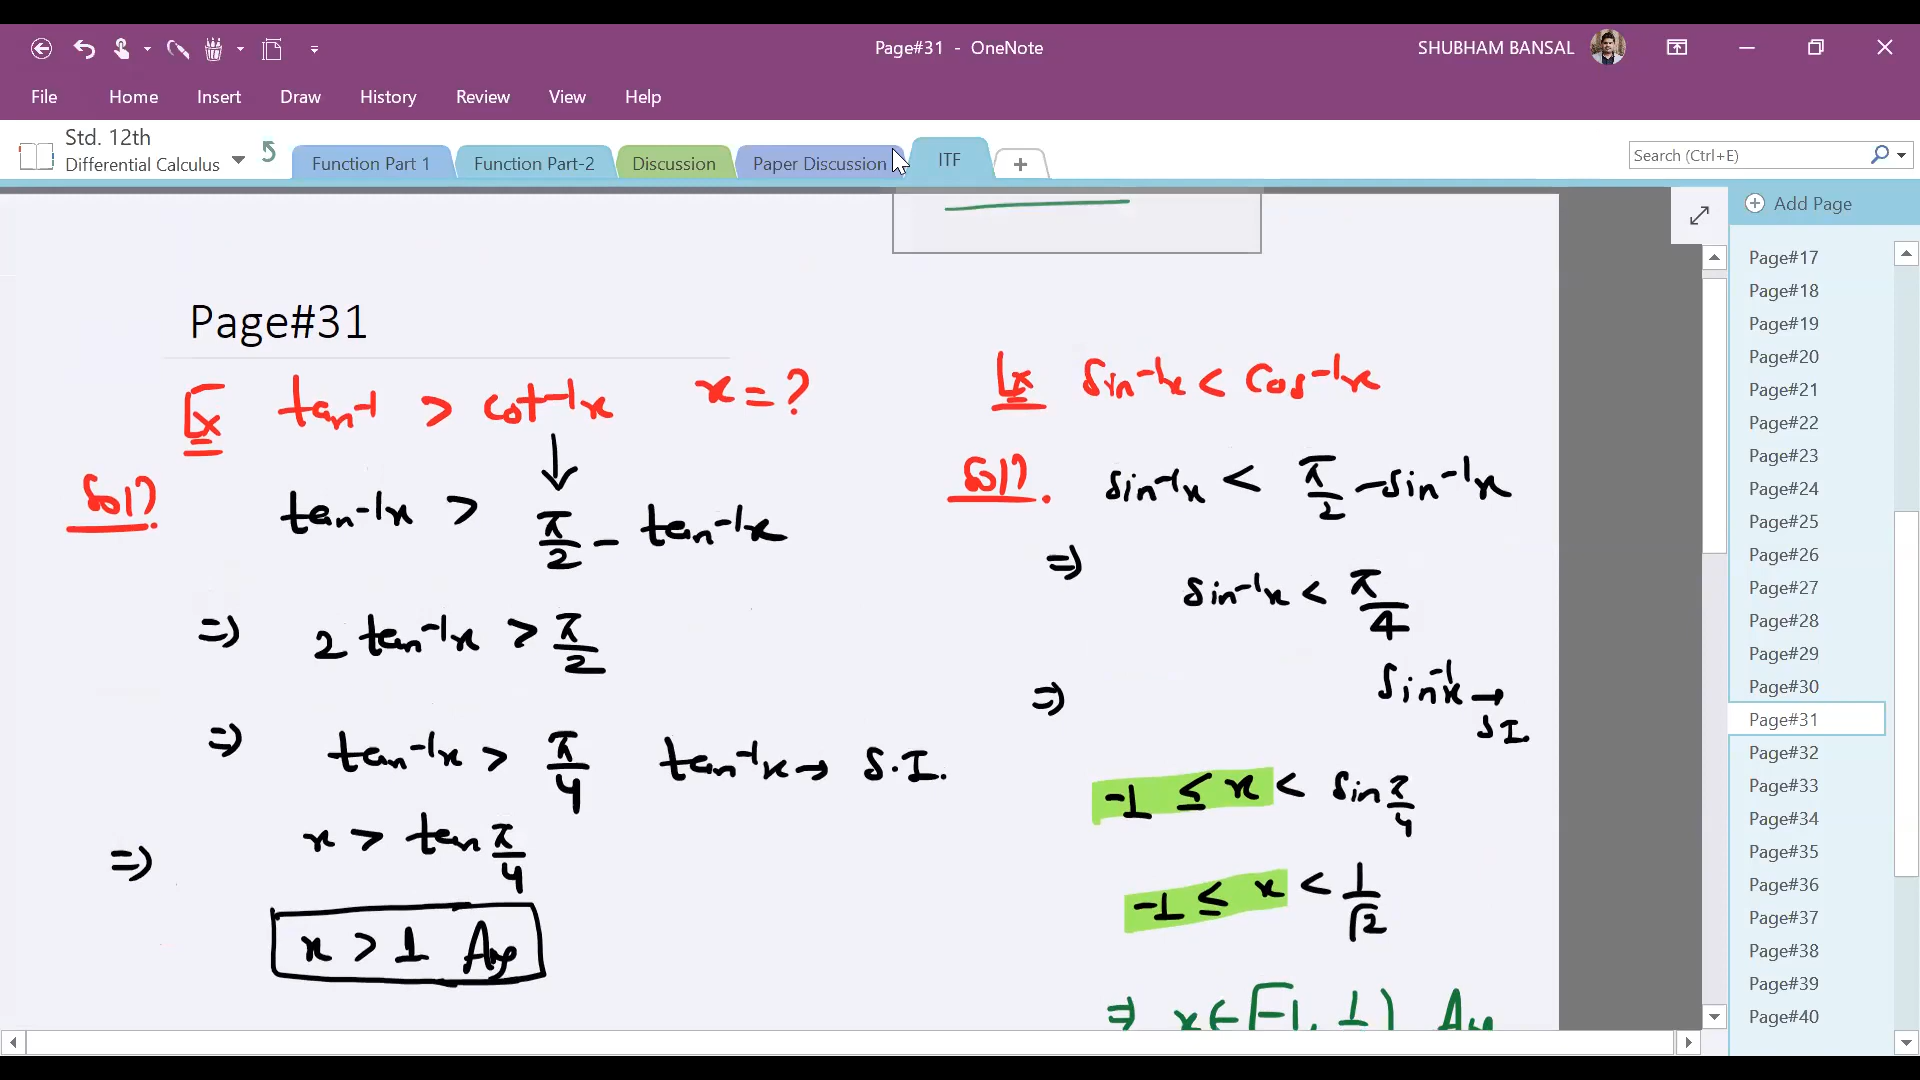 Page#31 - OneNote
SHUBHAM BANSAL
File Home Insert Draw History Review View Help
Std. 12th
Differential Calculus
Function Part 1
Function Part-2
Discussion
Paper Discussion
ITF
+
Search (Ctrl+E)
Add Page
Page#31
Ex tan⁻¹ > cot⁻¹x x = ?
Sol?
tan⁻¹x > π/2 - tan⁻¹x
⇒ 2 tan⁻¹x > π/2
⇒ tan⁻¹x > π/4 tan⁻¹x → S.I.
⇒ x > tan π/4
x > 1 Ans
Ex sin⁻¹x < cos⁻¹x
Sol?.
sin⁻¹x < π/2 - sin⁻¹x
⇒ sin⁻¹x < π/4
⇒ sin⁻¹x → S I.
-1 ≤ x < sin π/4
-1 ≤ x < 1/√2
⇒ x ∈ [-1, 1 ) Ans
Page#17
Page#18
Page#19
Page#20
Page#21
Page#22
Page#23
Page#24
Page#25
Page#26
Page#27
Page#28
Page#29
Page#30
Page#31
Page#32
Page#33
Page#34
Page#35
Page#36
Page#37
Page#38
Page#39
Page#40